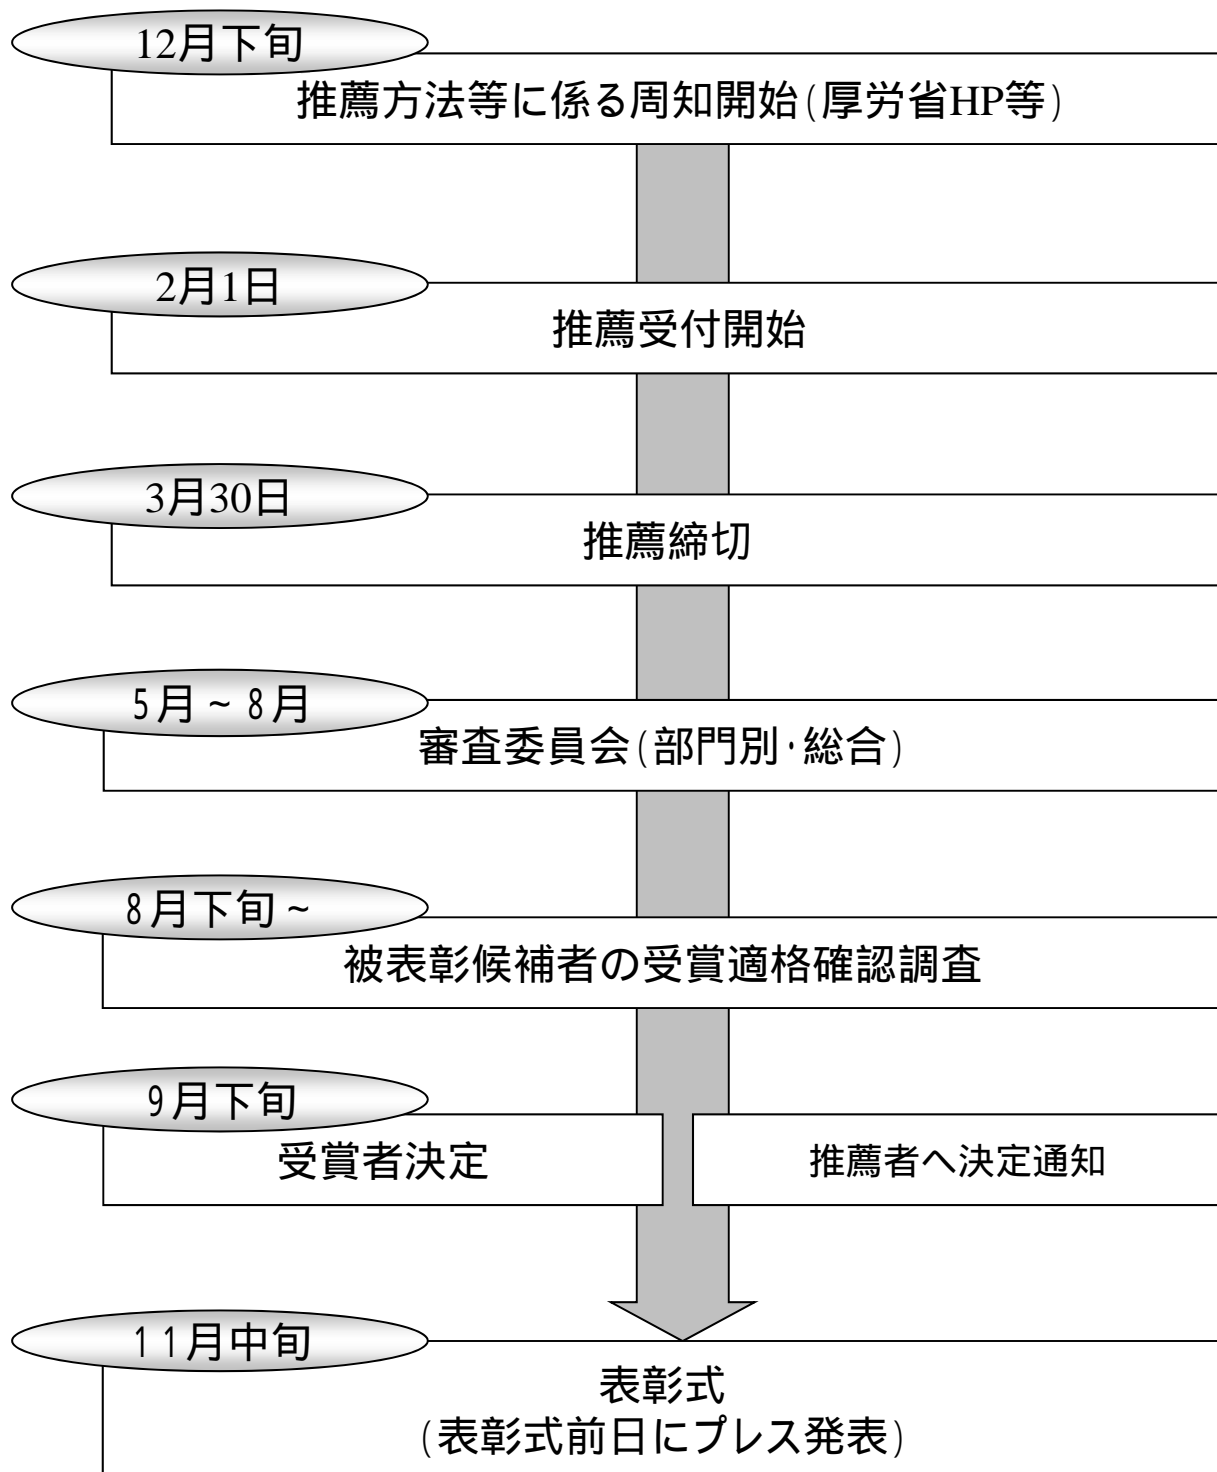 12月下旬
推薦方法等に係る周知開始(厚労省HP等)
2月1日
推薦受付開始
3月30日
推薦締切
5月~8月
審査委員会(部門別・総合)
8月下旬~
被表彰候補者の受賞適格確認調査
9月下旬
受賞者決定
推薦者へ決定通知
11月中旬
表彰式
(表彰式前日にプレス発表)